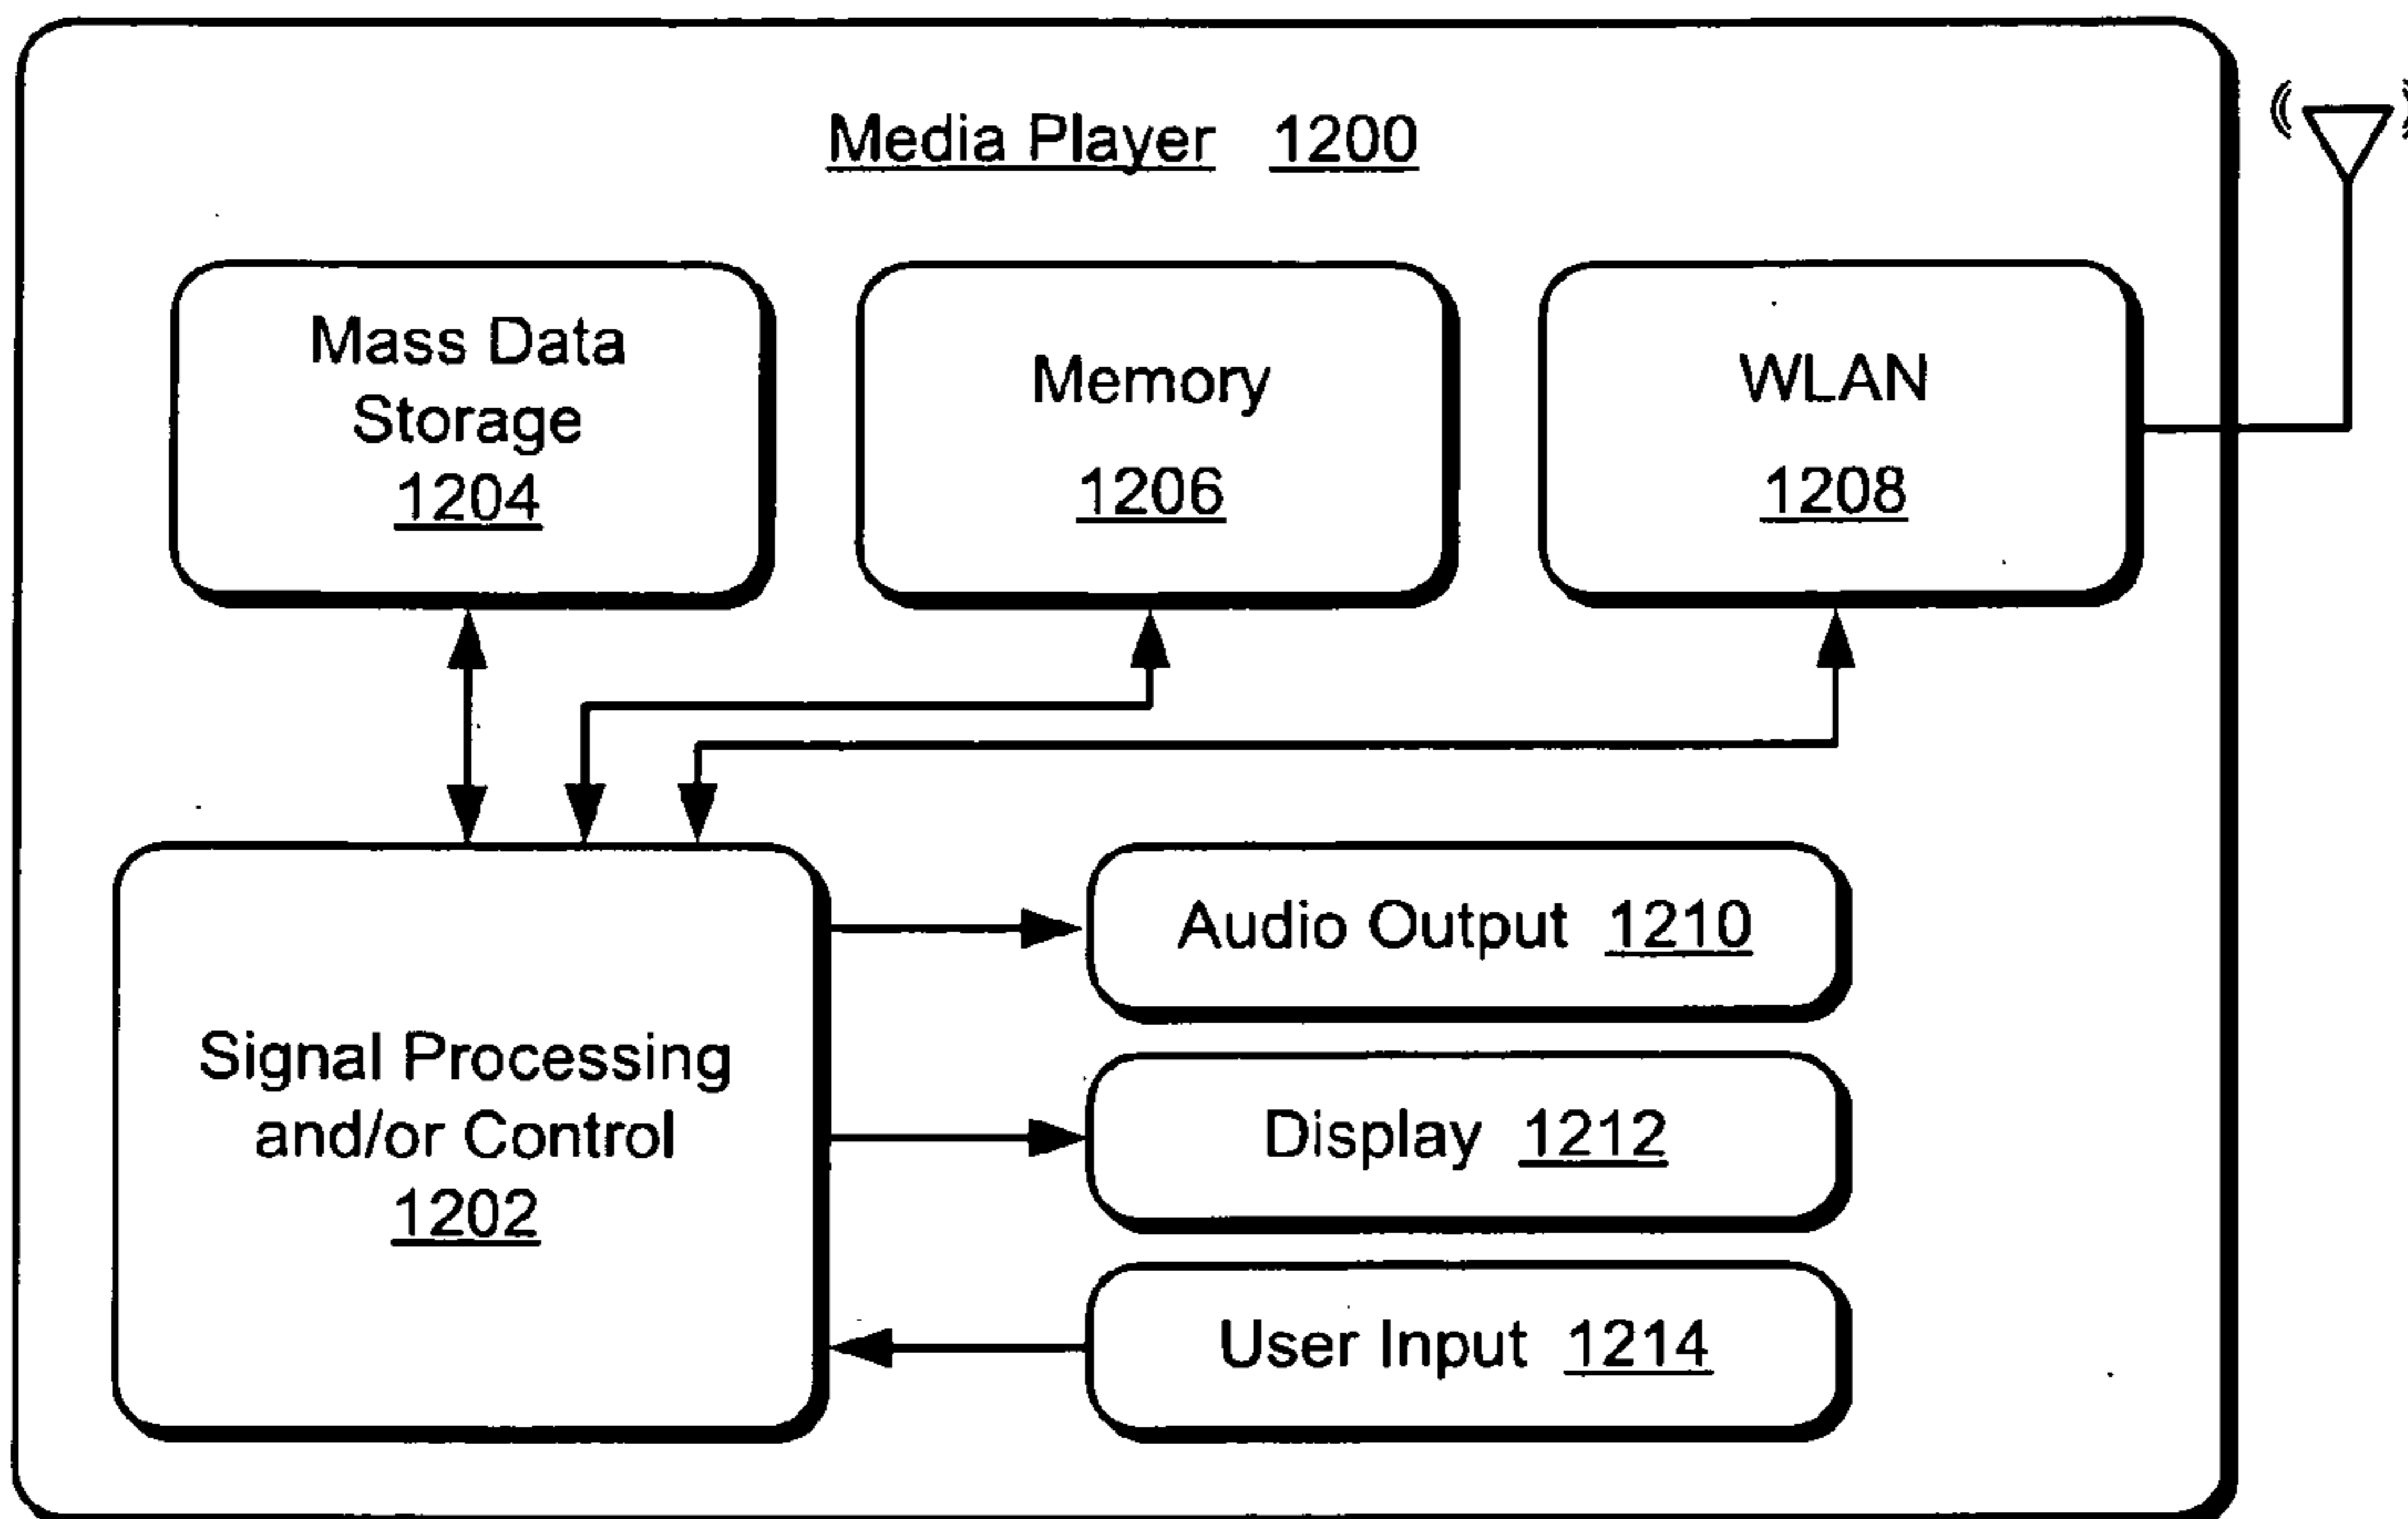 Media Player 1200
Mass Data
Storage
1204
Memory
1206
WLAN
1208
Signal Processing
and/or Control
1202
Audio Output 1210
Display 1212
User Input 1214